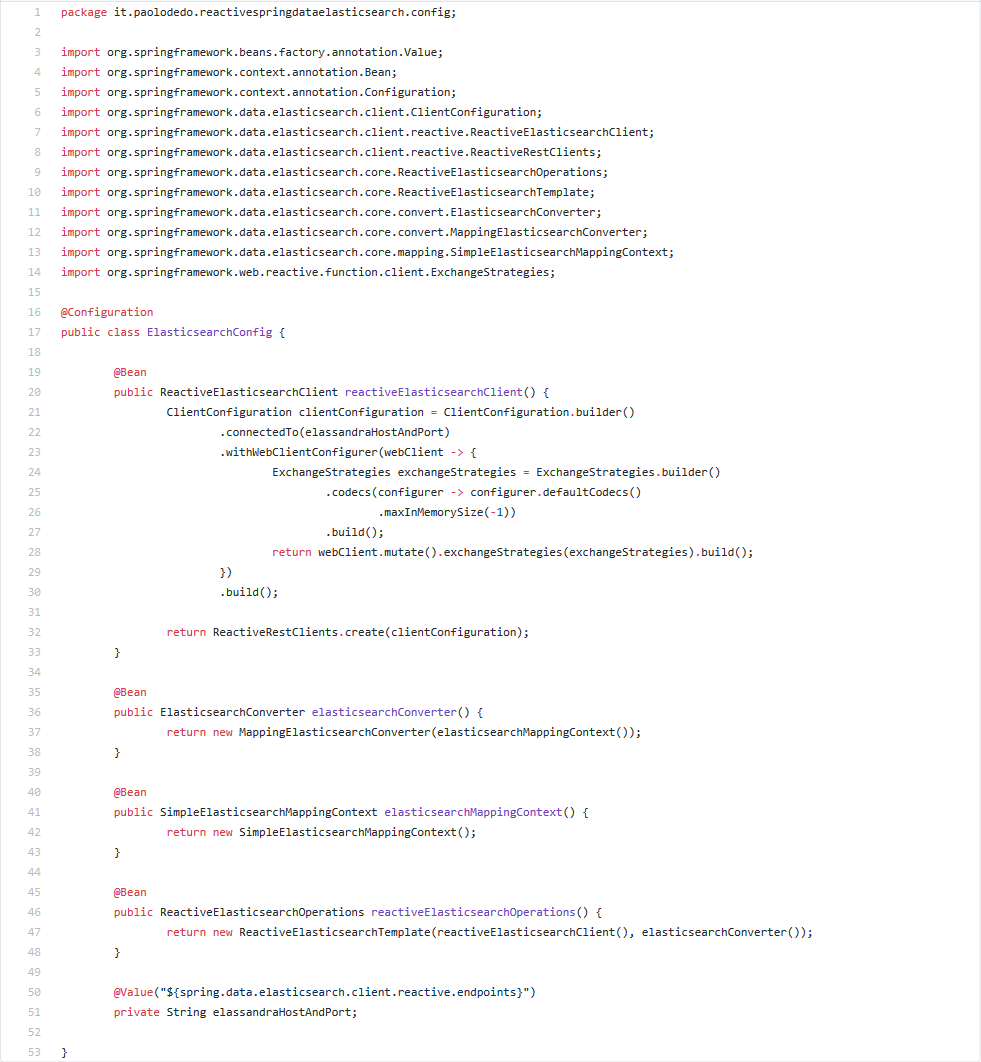 1 package it.paolodedo.reactivespringdataelasticsearch.config;
2
3 import org.springframework.beans.factory.annotation.Value;
4 import org.springframework.context.annotation.Bean;
5 import org.springframework.context.annotation.Configuration;
6 import org.springframework.data.elasticsearch.client.ClientConfiguration;
7 import org.springframework.data.elasticsearch.client.reactive.ReactiveElasticsearchClient;
8 import org.springframework.data.elasticsearch.client.reactive.ReactiveRestClients;
9 import org.springframework.data.elasticsearch.core.ReactiveElasticsearchOperations;
10 import org.springframework.data.elasticsearch.core.ReactiveElasticsearchTemplate;
11 import org.springframework.data.elasticsearch.core.convert.ElasticsearchConverter;
12 import org.springframework.data.elasticsearch.core.convert.MappingElasticsearchConverter;
13 import org.springframework.data.elasticsearch.core.mapping.SimpleElasticsearchMappingContext;
14 import org.springframework.web.reactive.function.client.ExchangeStrategies;
15
16 @Configuration
17 public class ElasticsearchConfig {
18
19         @Bean
20         public ReactiveElasticsearchClient reactiveElasticsearchClient() {
21                 ClientConfiguration clientConfiguration = ClientConfiguration.builder()
22                         .connectedTo(elassandraHostAndPort)
23                         .withWebClientConfigurer(webClient -> {
24                                 ExchangeStrategies exchangeStrategies = ExchangeStrategies.builder()
25                                         .codecs(configurer -> configurer.defaultCodecs()
26                                                 .maxInMemorySize(-1))
27                                         .build();
28                                 return webClient.mutate().exchangeStrategies(exchangeStrategies).build();
29                         })
30                         .build();
31
32                 return ReactiveRestClients.create(clientConfiguration);
33         }
34
35         @Bean
36         public ElasticsearchConverter elasticsearchConverter() {
37                 return new MappingElasticsearchConverter(elasticsearchMappingContext());
38         }
39
40         @Bean
41         public SimpleElasticsearchMappingContext elasticsearchMappingContext() {
42                 return new SimpleElasticsearchMappingContext();
43         }
44
45         @Bean
46         public ReactiveElasticsearchOperations reactiveElasticsearchOperations() {
47                 return new ReactiveElasticsearchTemplate(reactiveElasticsearchClient(), elasticsearchConverter());
48         }
49
50         @Value("${spring.data.elasticsearch.client.reactive.endpoints}")
51         private String elassandraHostAndPort;
52
53 }